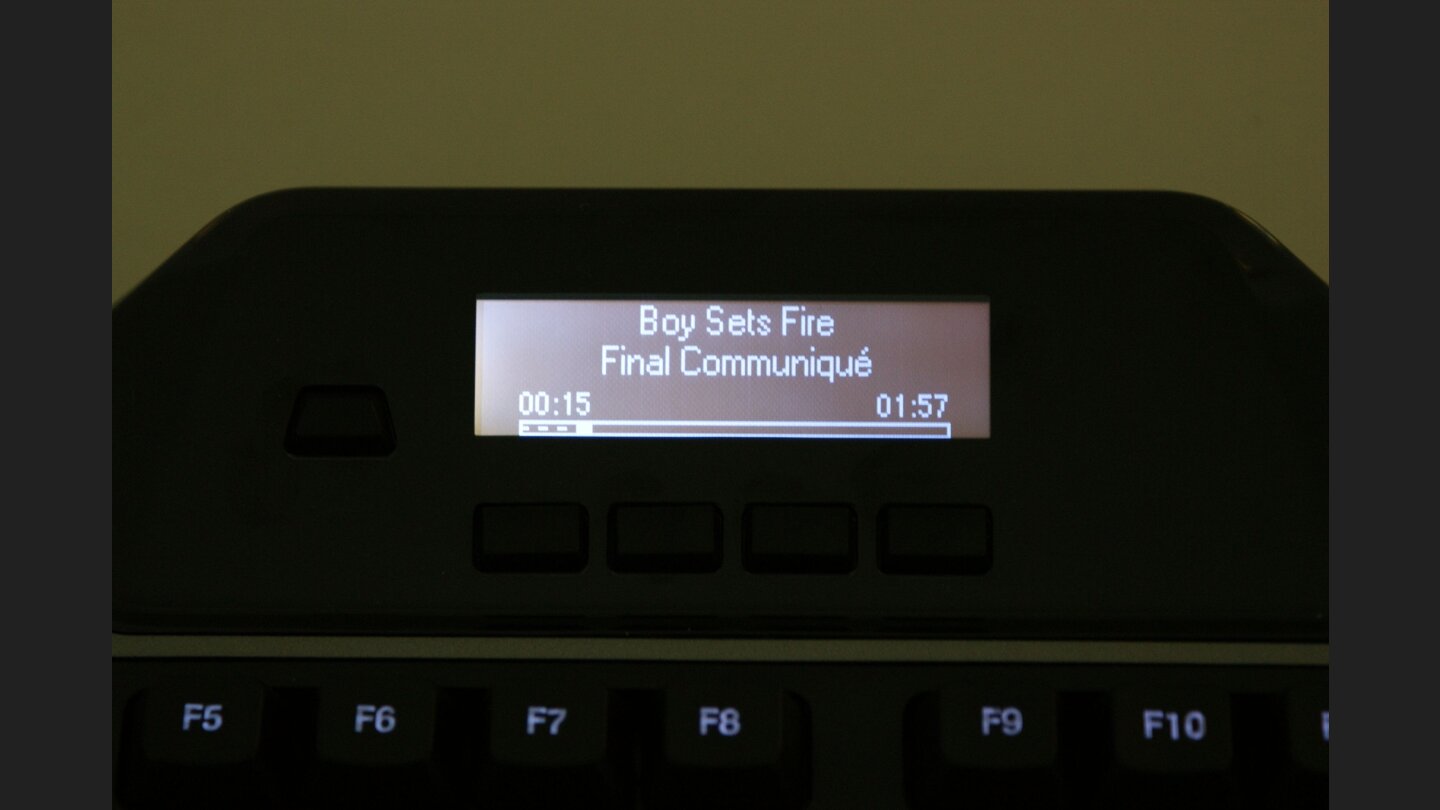 Boy Sets Fire
Final Communiqué
00:15 01:57
F5 F6 F7 F8 F9 F10